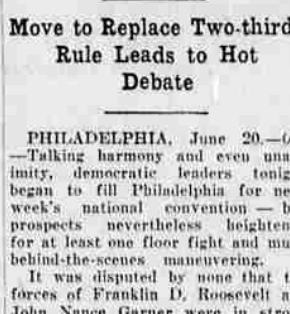 Move to Replace Two-third
Rule Leads to Hot
Debate
PHILADELPHIA, June 20.—
—Talking harmony and even una
imity, democratic leaders tonig
began to fill Philadelphia for ne
week's national convention — b
prospects nevertheless heighten
for at least one floor fight and mu
behind-the-scenes maneuvering.
It was disputed by none that t
forces of Franklin D. Roosevelt a
John Nance Garner were in stro